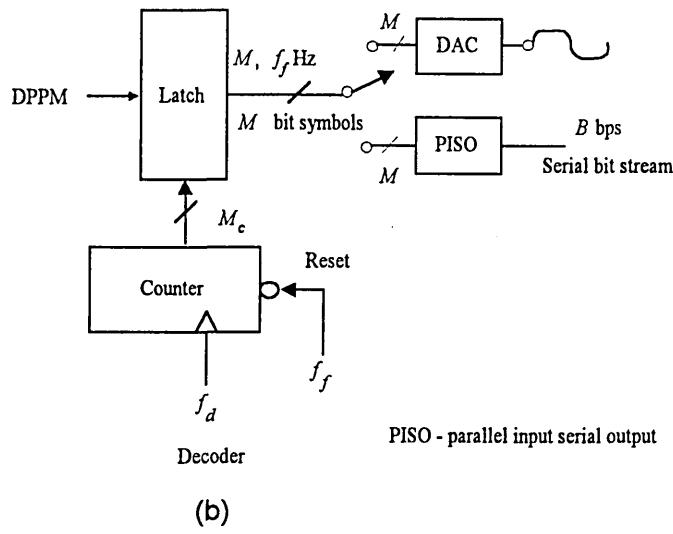 M
DAC
M, f_f Hz
DPPM
Latch
M bit symbols
PISO
B bps
Serial bit stream
M
M_c
Reset
Counter
f_f
f_d
PISO - parallel input serial output
Decoder
(b)